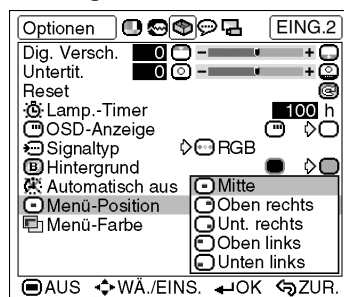 Optionen EING.2
Dig. Versch. 0 − +
Untertit. 0 − +
Reset
Lamp.-Timer 100 h
OSD-Anzeige
Signaltyp RGB
B Hintergrund
Automatisch aus
Menü-Position
Menü-Farbe
Mitte
Oben rechts
Unt. rechts
Oben links
Unten links
AUS WÄ./EINS. OK ZUR.